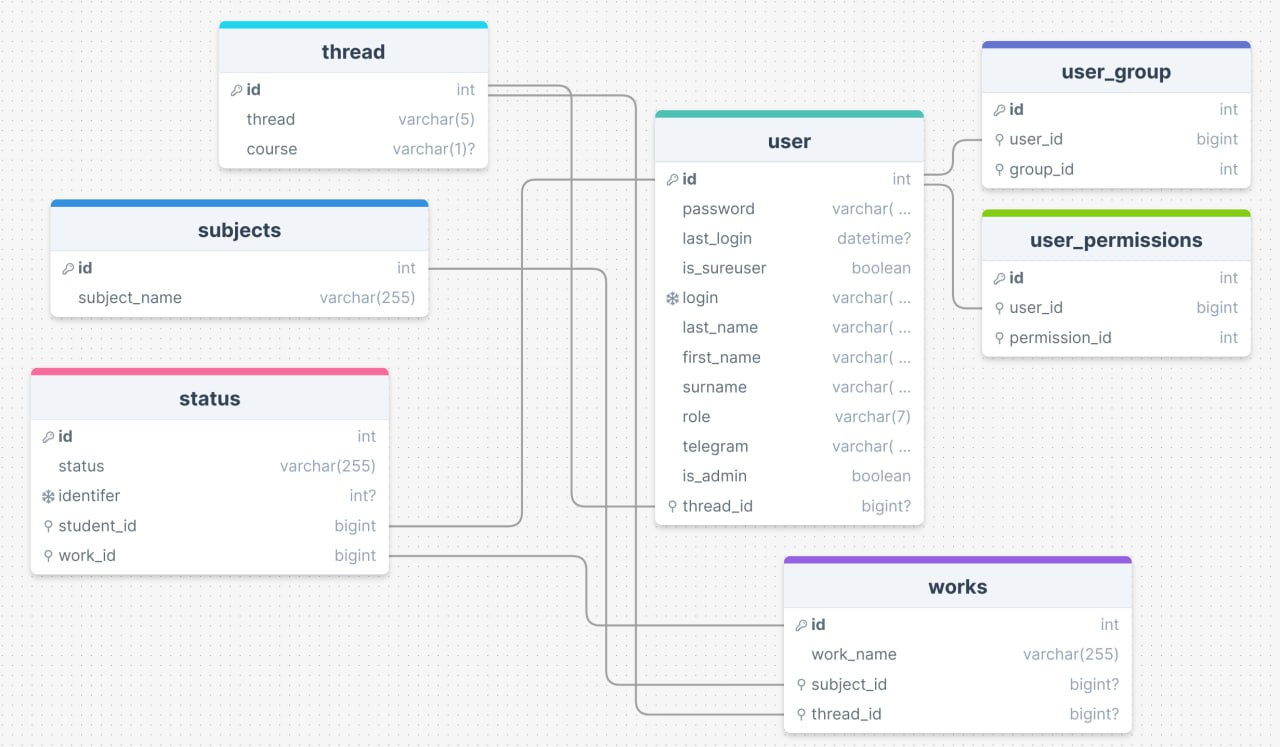 thread
id int
thread varchar(5)
course varchar(1)?
subjects
id int
subject_name varchar(255)
status
id int
status varchar(255)
identifer int?
student_id bigint
work_id bigint
user
id int
password varchar( ...
last_login datetime?
is_sureuser boolean
login varchar( ...
last_name varchar( ...
first_name varchar( ...
surname varchar( ...
role varchar(7)
telegram varchar( ...
is_admin boolean
thread_id bigint?
user_group
id int
user_id bigint
group_id int
user_permissions
id int
user_id bigint
permission_id int
works
id int
work_name varchar(255)
subject_id bigint?
thread_id bigint?